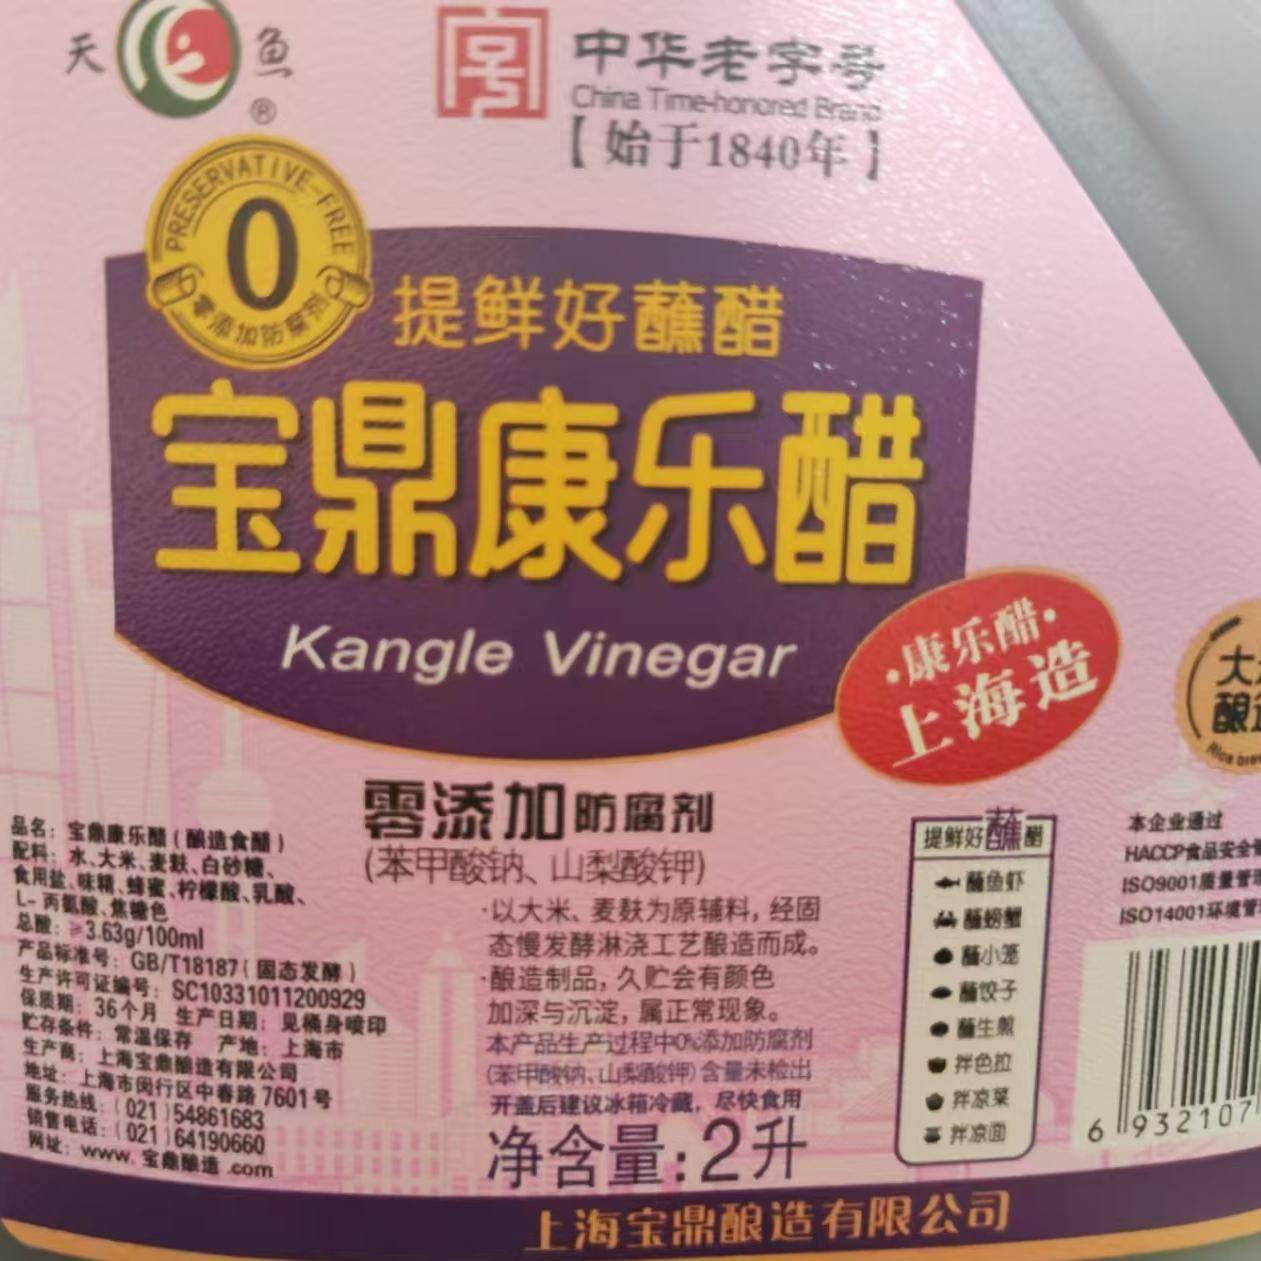 天 鱼
®
中华老字号
China Time-honored Brand
【始于1840年】
PRESERVATIVE-FREE
0
零添加防腐剂
提鲜好蘸醋
宝鼎康乐醋
Kangle Vinegar
·康乐醋·
上海造
零添加防腐剂
(苯甲酸钠、山梨酸钾)
·以大米、麦麸为原辅料，经固
态慢发酵淋浇工艺酿造而成。
·酿造制品，久贮会有颜色
加深与沉淀，属正常现象。
本产品生产过程中0%添加防腐剂
(苯甲酸钠、山梨酸钾)含量未检出
开盖后建议冰箱冷藏，尽快食用
净含量:2升
品名：宝鼎康乐醋(酿造食醋)
配料：水、大米、麦麸、白砂糖、
食用盐、味精、蜂蜜、柠檬酸、乳酸、
L-丙氨酸、焦糖色
总酸：≥3.63g/100ml
产品标准号：GB/T18187(固态发酵)
生产许可证编号：SC10331011200929
保质期：36个月 生产日期：见桶身喷印
贮存条件：常温保存 产地：上海市
生产商：上海宝鼎酿造有限公司
地址：上海市闵行区中春路7601号
服务热线：(021)54861683
销售电话：(021)64190660
网址：www.宝鼎酿造.com
提鲜好蘸醋
蘸鱼虾
蘸螃蟹
蘸小笼
蘸饺子
蘸生煎
拌色拉
拌凉菜
拌凉面
大
酿
Rice
本企业通过
HACCP食品安全
ISO9001质量管
ISO14001环境管
6 932107
上海宝鼎酿造有限公司